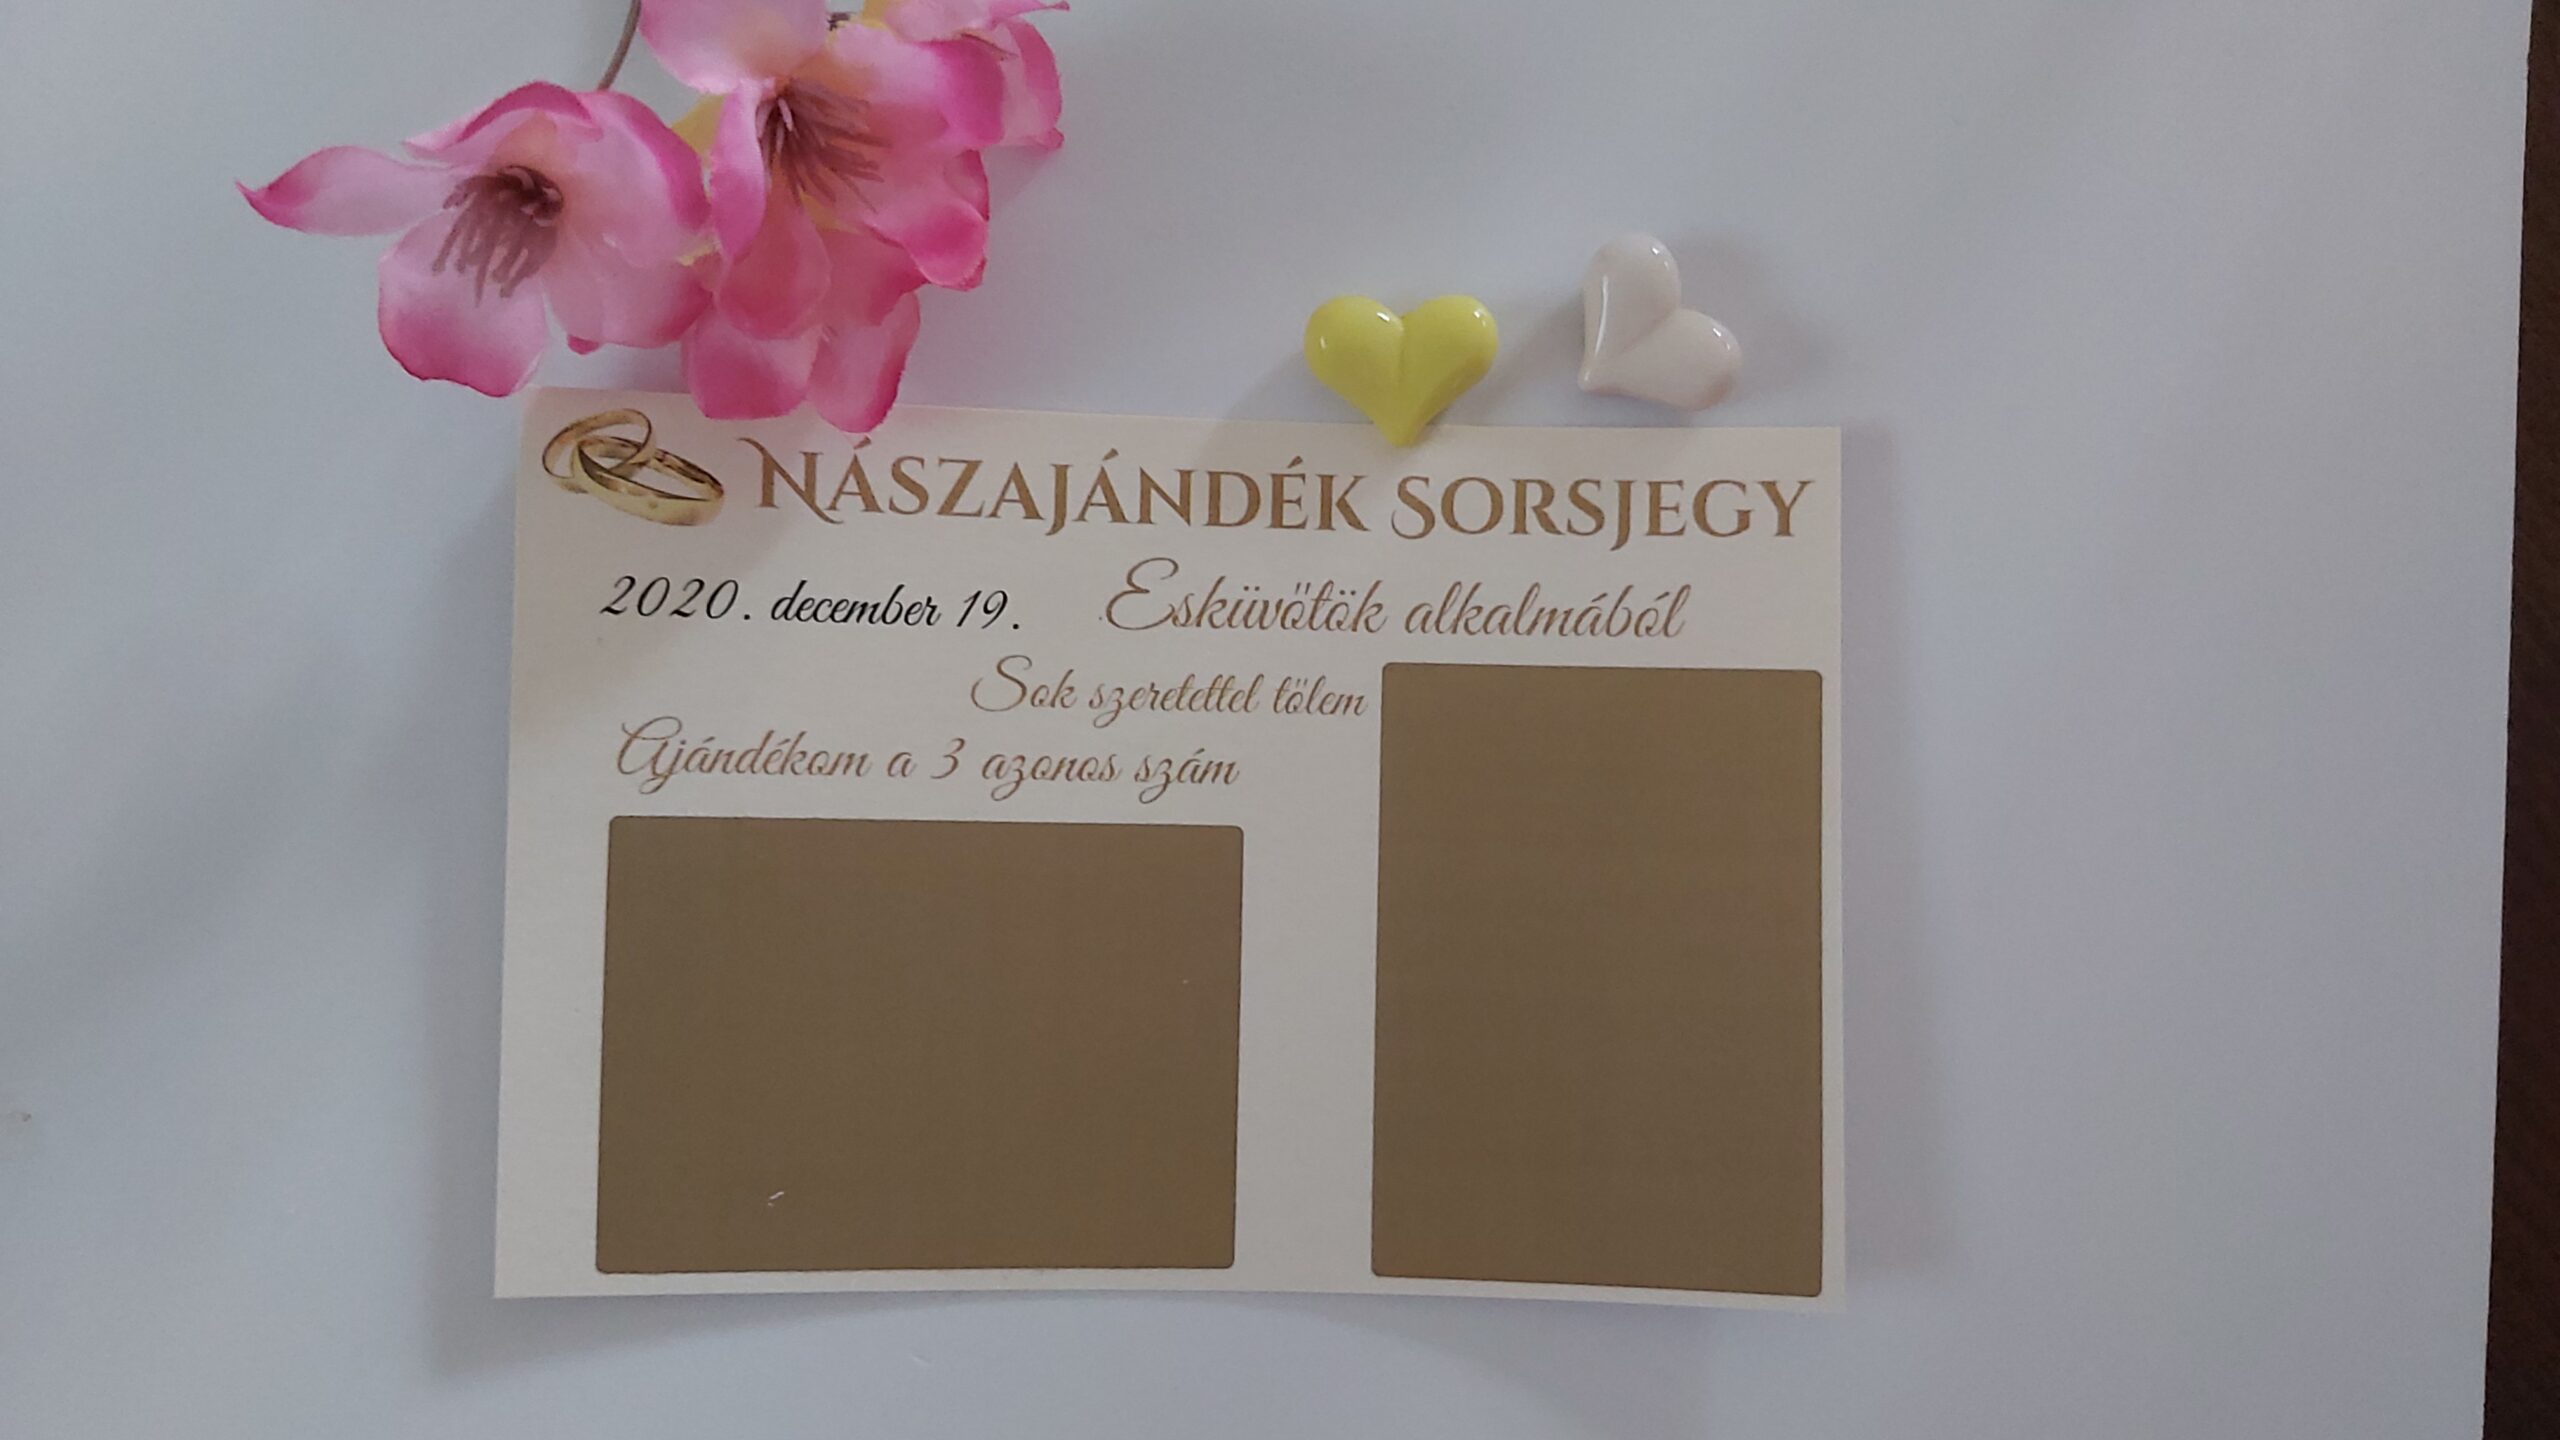 Nászajándék Sorsjegy
2020. december 19. Esküvőtök alkalmából
Sok szeretettel tőlem
Ajándékom a 3 azonos szám